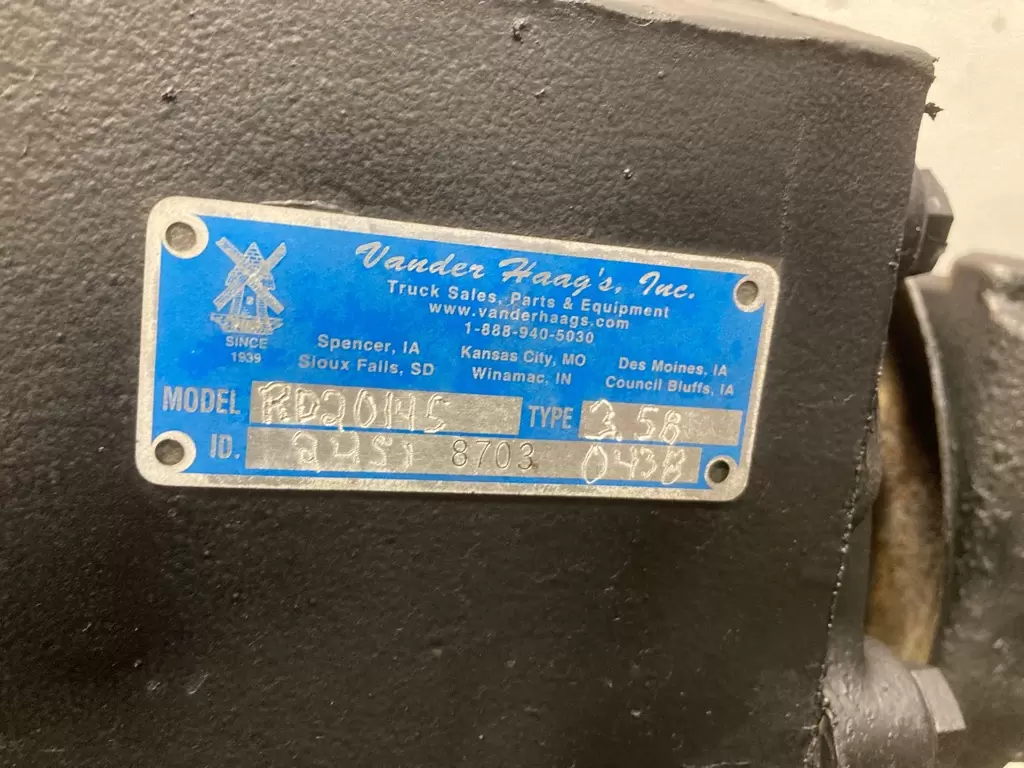 Vander Haag's, Inc.
Truck Sales, Parts & Equipment
www.vanderhaags.com
1-888-940-5030
SINCE
1939
Spencer, IA
Sioux Falls, SD
Kansas City, MO
Winamac, IN
Des Moines, IA
Council Bluffs, IA
MODEL RD20145 TYPE 3.58
ID. 2451 8703 0438